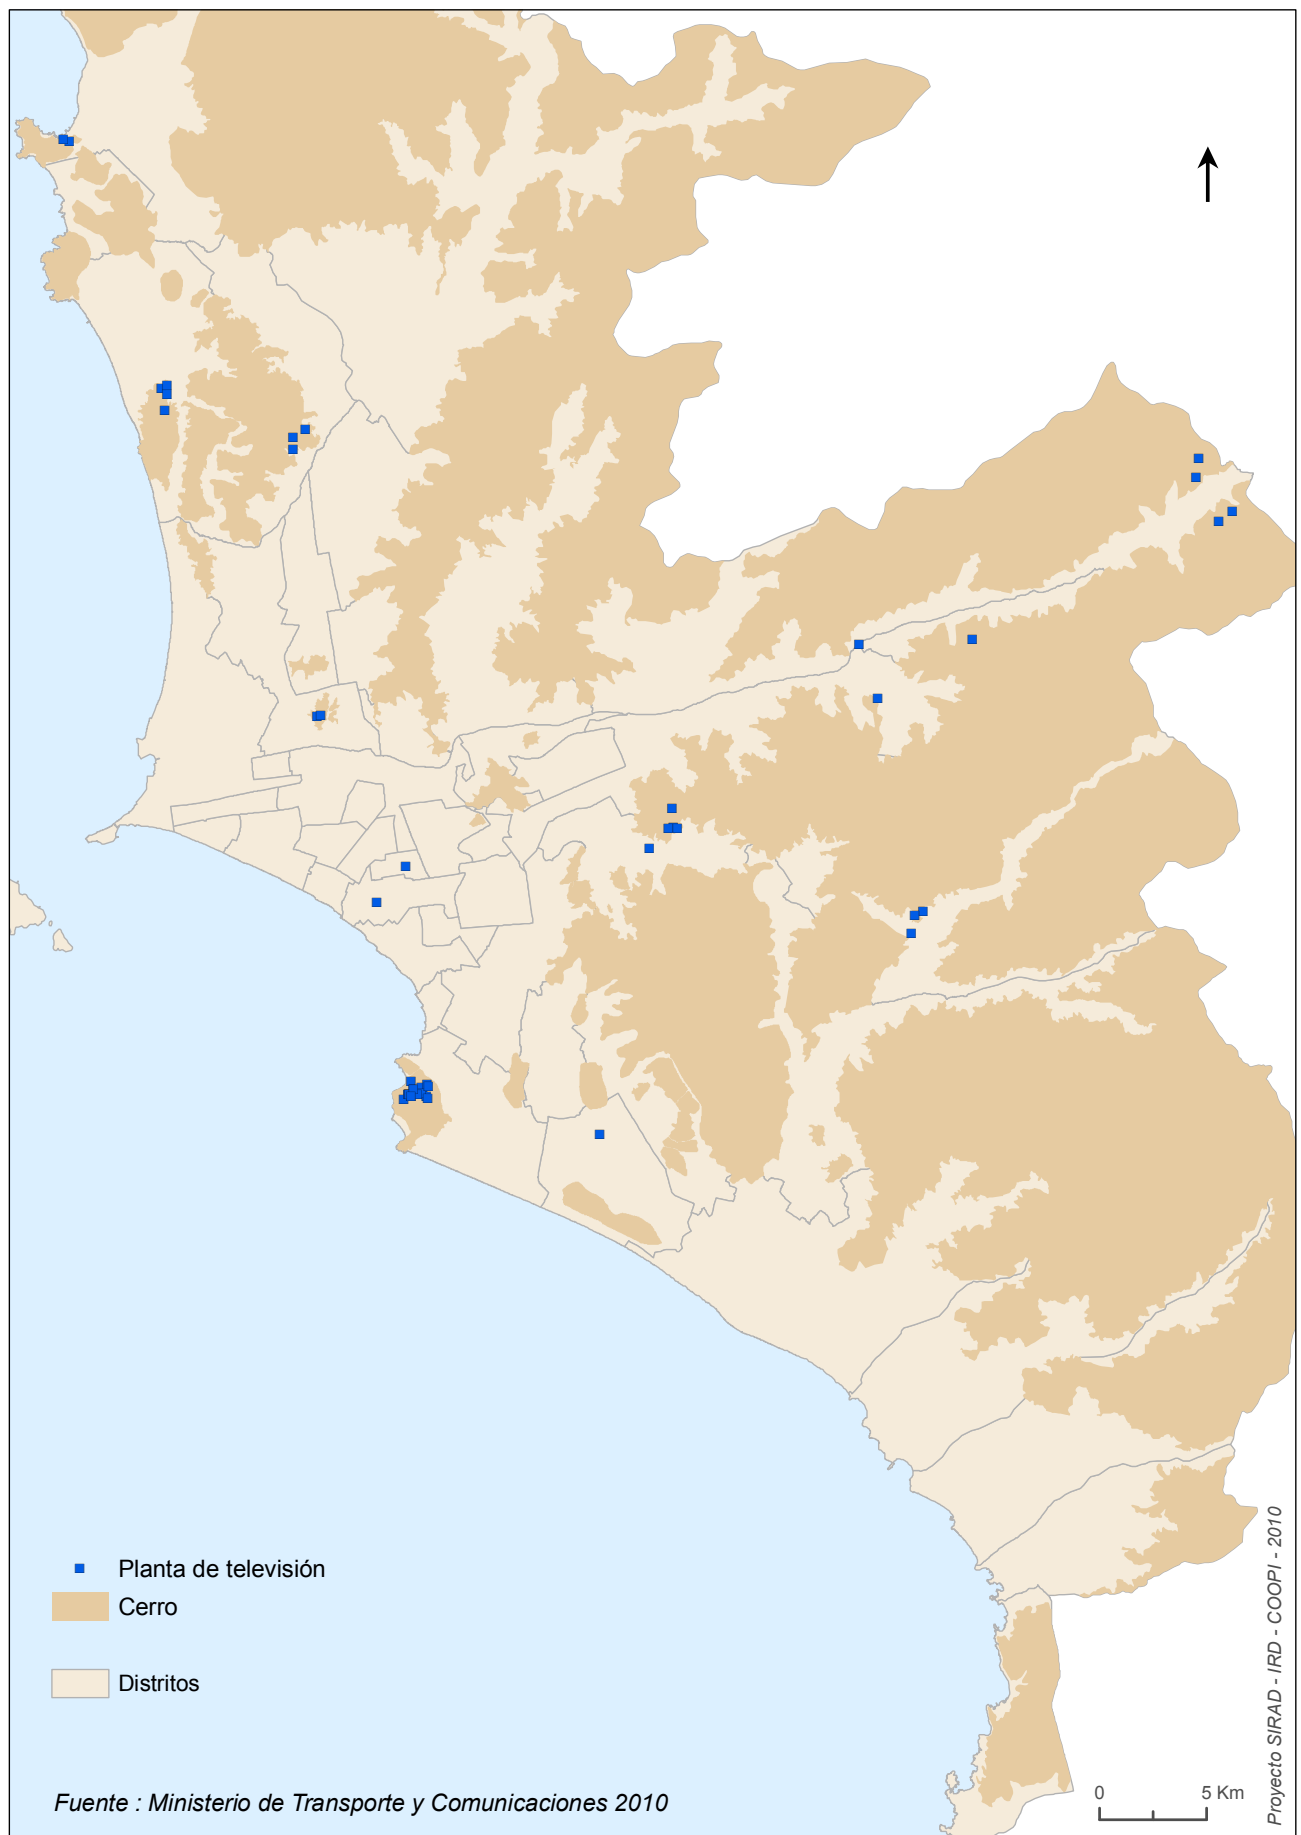 Planta de televisión
Cerro
Distritos
Fuente : Ministerio de Transporte y Comunicaciones 2010
0 5 Km
Proyecto SIRAD - IRD - COOPI - 2010